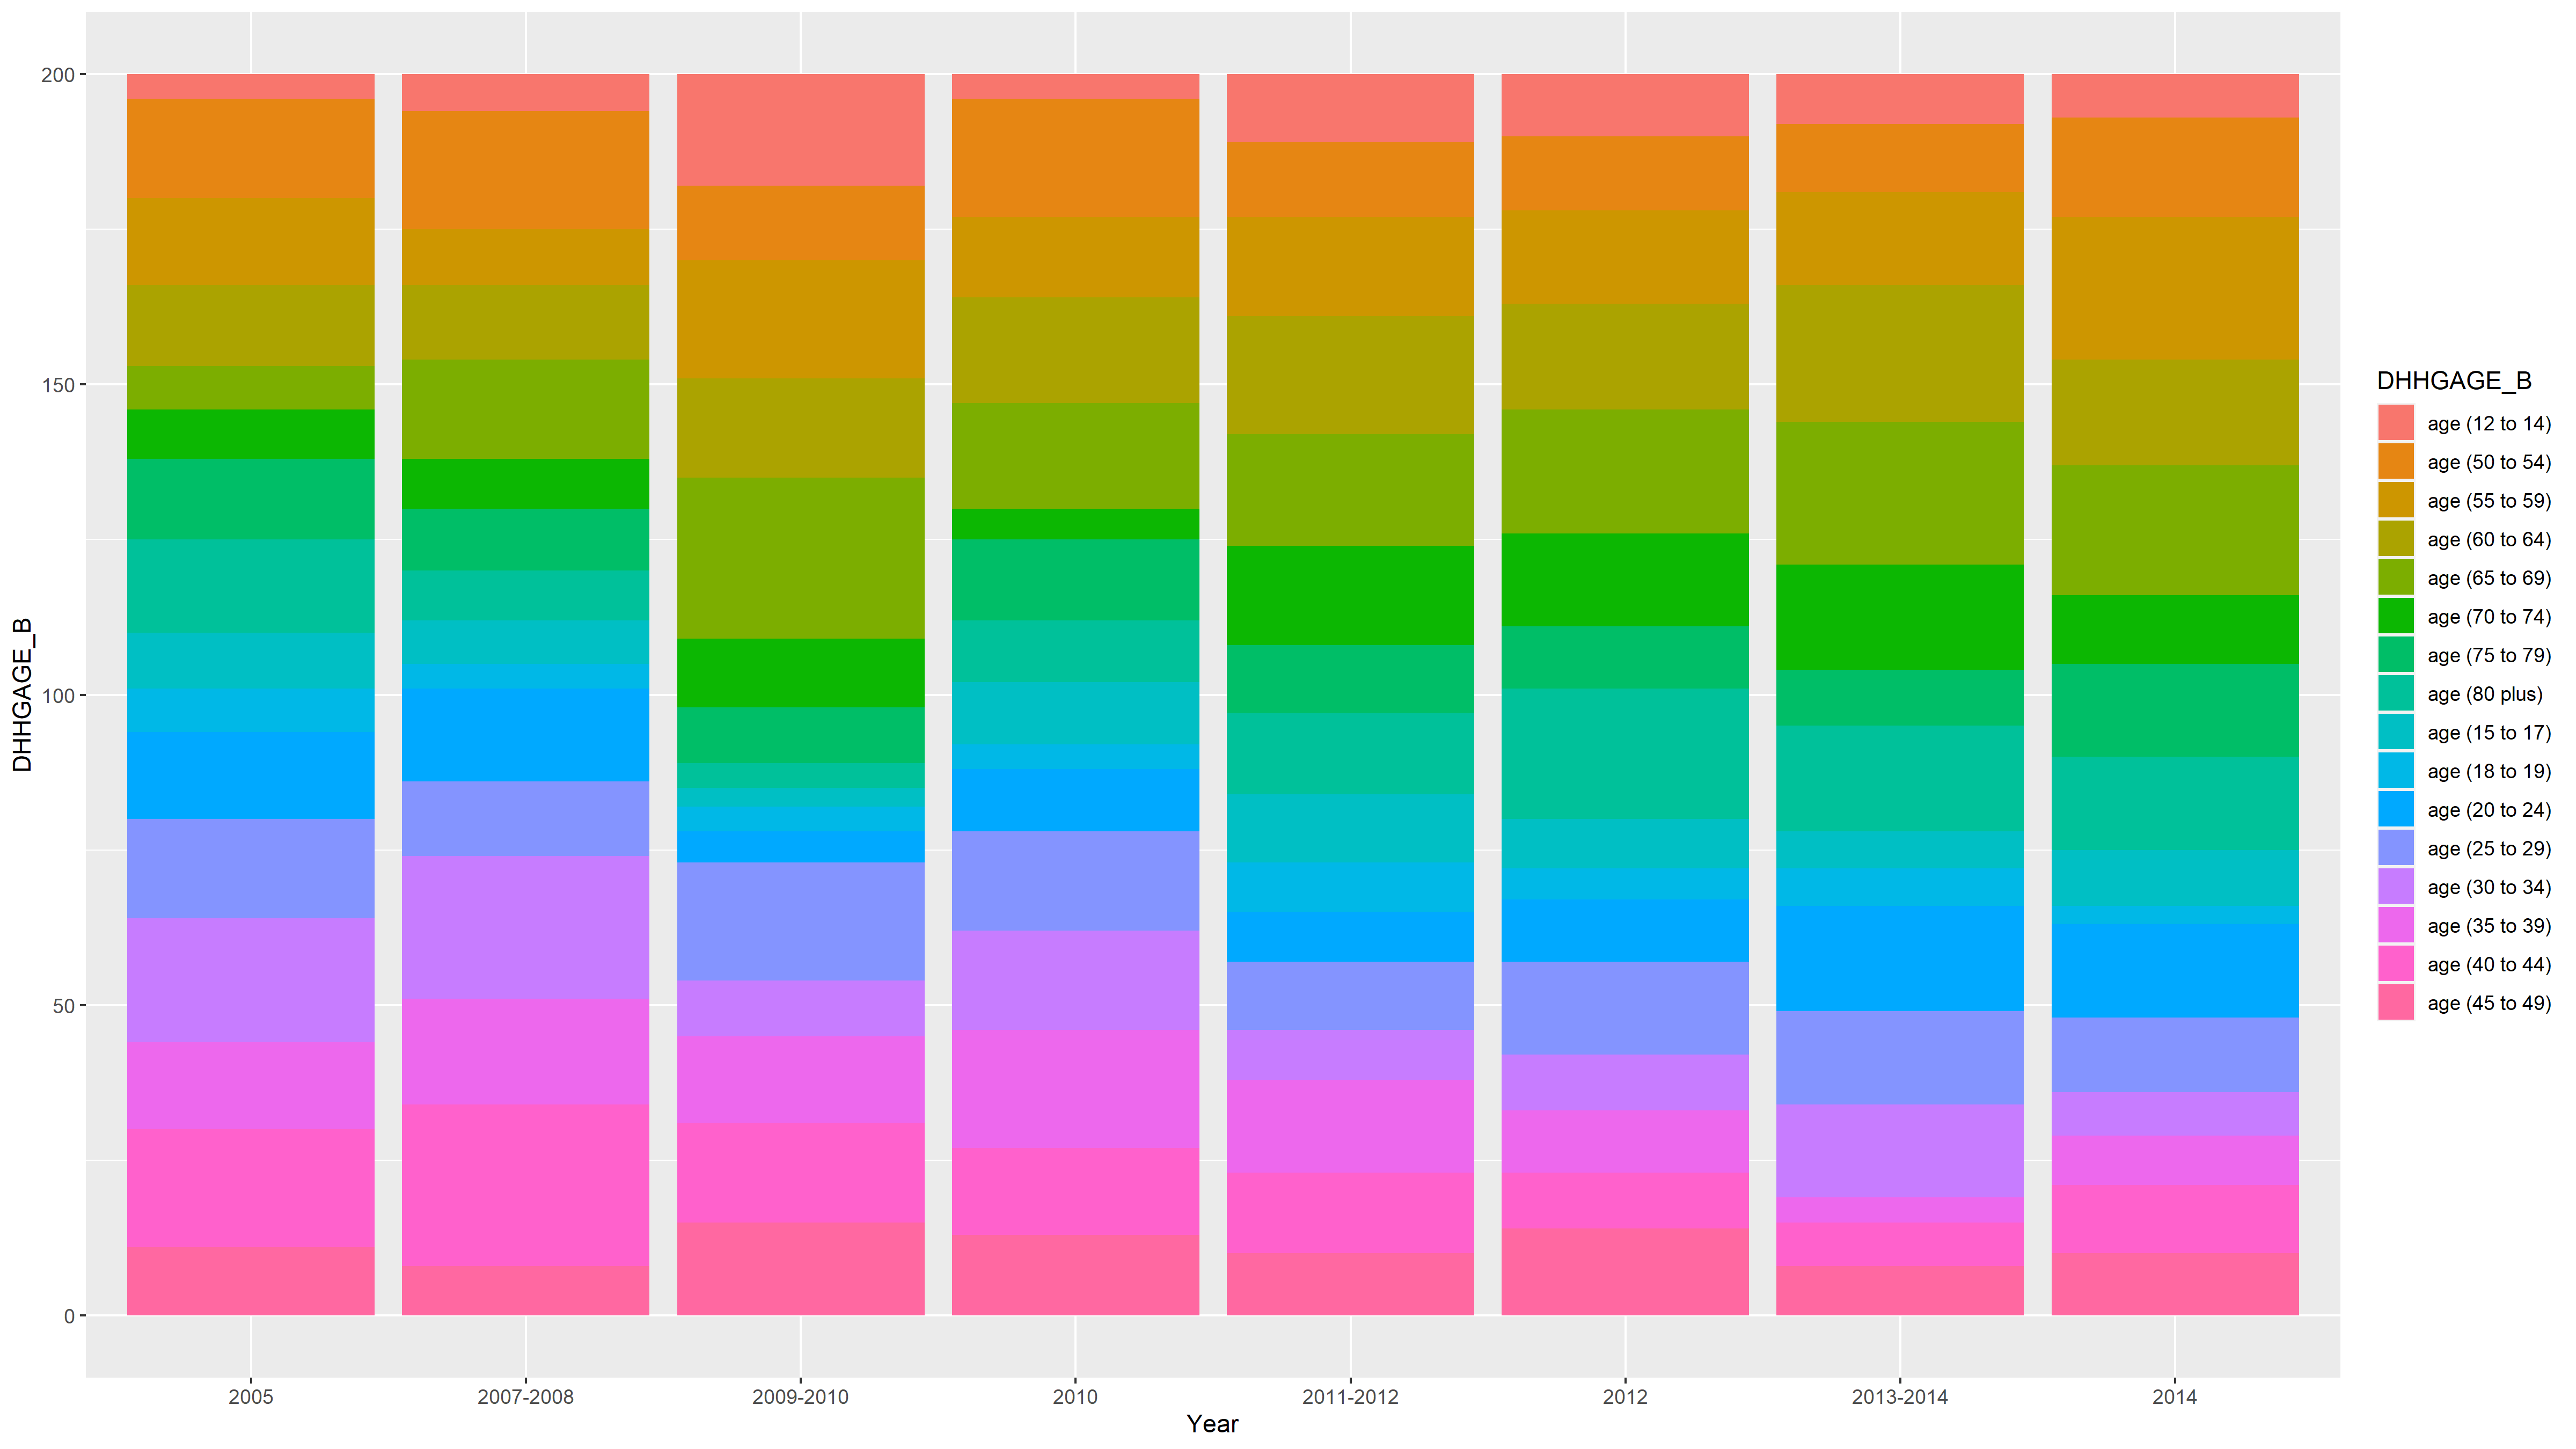 200
150
100
50
0
DHHGAGE_B
2005
2007-2008
2009-2010
2010
2011-2012
2012
2013-2014
2014
Year
DHHGAGE_B
age (12 to 14)
age (50 to 54)
age (55 to 59)
age (60 to 64)
age (65 to 69)
age (70 to 74)
age (75 to 79)
age (80 plus)
age (15 to 17)
age (18 to 19)
age (20 to 24)
age (25 to 29)
age (30 to 34)
age (35 to 39)
age (40 to 44)
age (45 to 49)